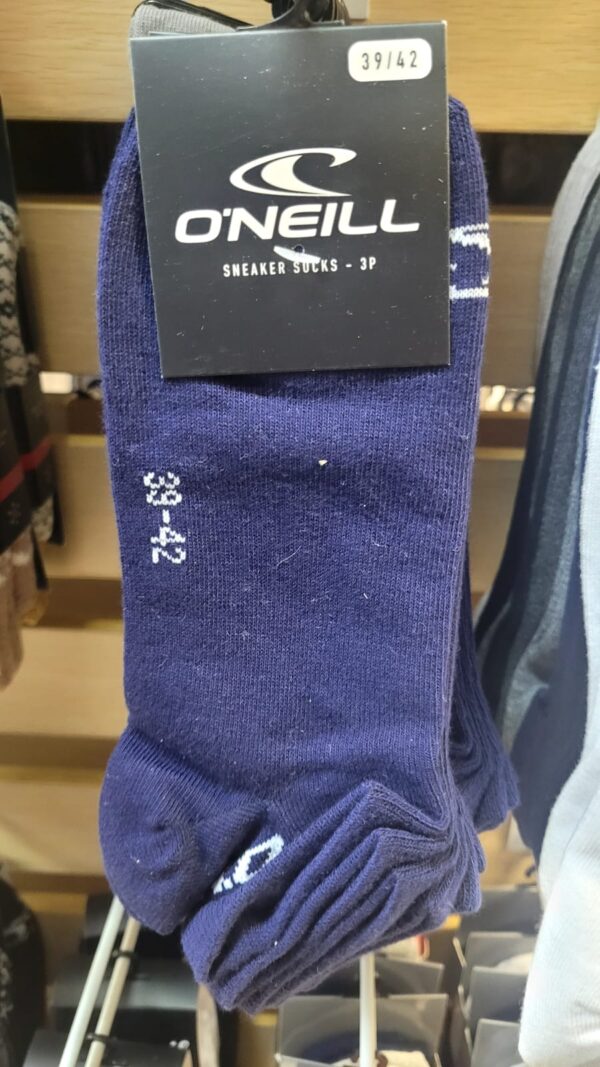 39/42
O'NEILL
SNEAKER SOCKS - 3P
39-42